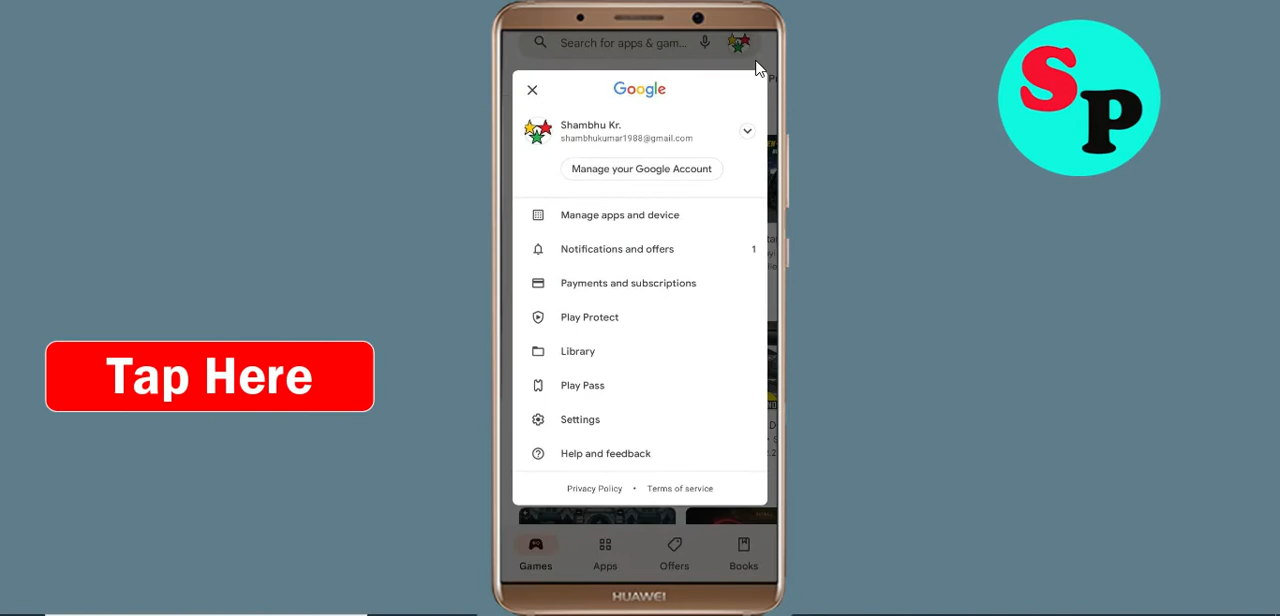 Search for apps & gam...
Google
Shambhu Kr.
shambhukumar1988@gmail.com
Manage your Google Account
Manage apps and device
Notifications and offers 1
Payments and subscriptions
Play Protect
Library
Play Pass
Settings
Help and feedback
Privacy Policy • Terms of service
Games Apps Offers Books
HUAWEI
Tap Here
SP